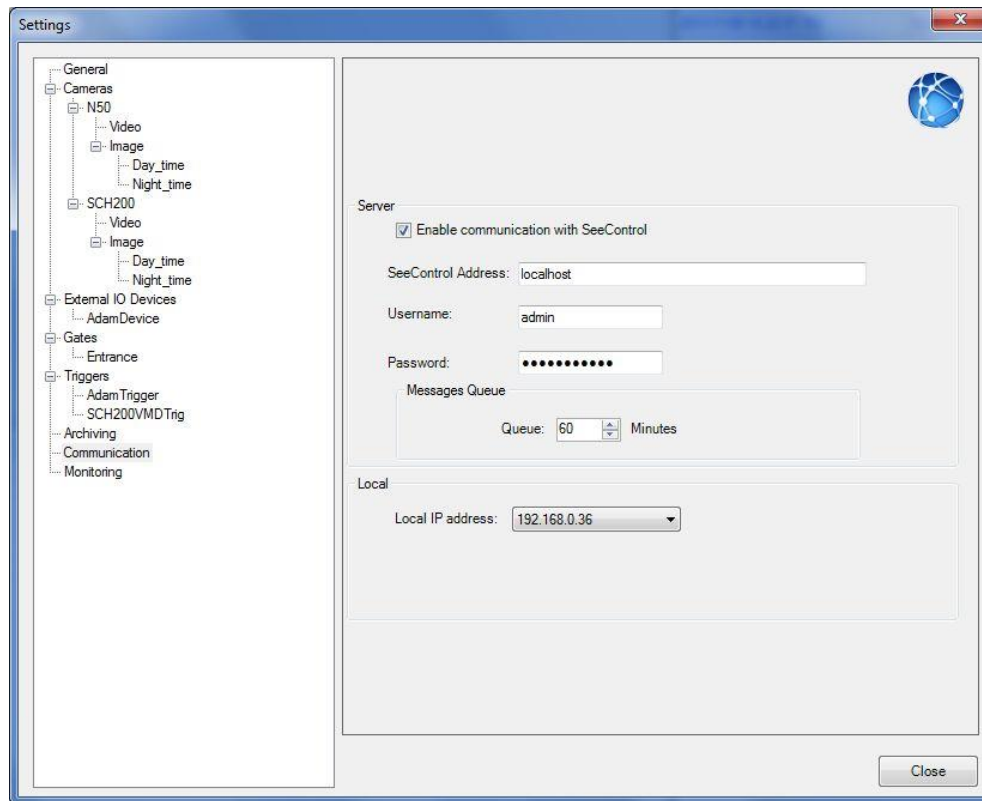 Settings
General
Cameras
N50
Video
Image
Day_time
Night_time
SCH200
Video
Image
Day_time
Night_time
External IO Devices
AdamDevice
Gates
Entrance
Triggers
AdamTrigger
SCH200VMDTrig
Archiving
Communication
Monitoring
Server
Enable communication with SeeControl
SeeControl Address: localhost
Username: admin
Password: •••••••••••
Messages Queue
Queue: 60 Minutes
Local
Local IP address: 192.168.0.36
Close